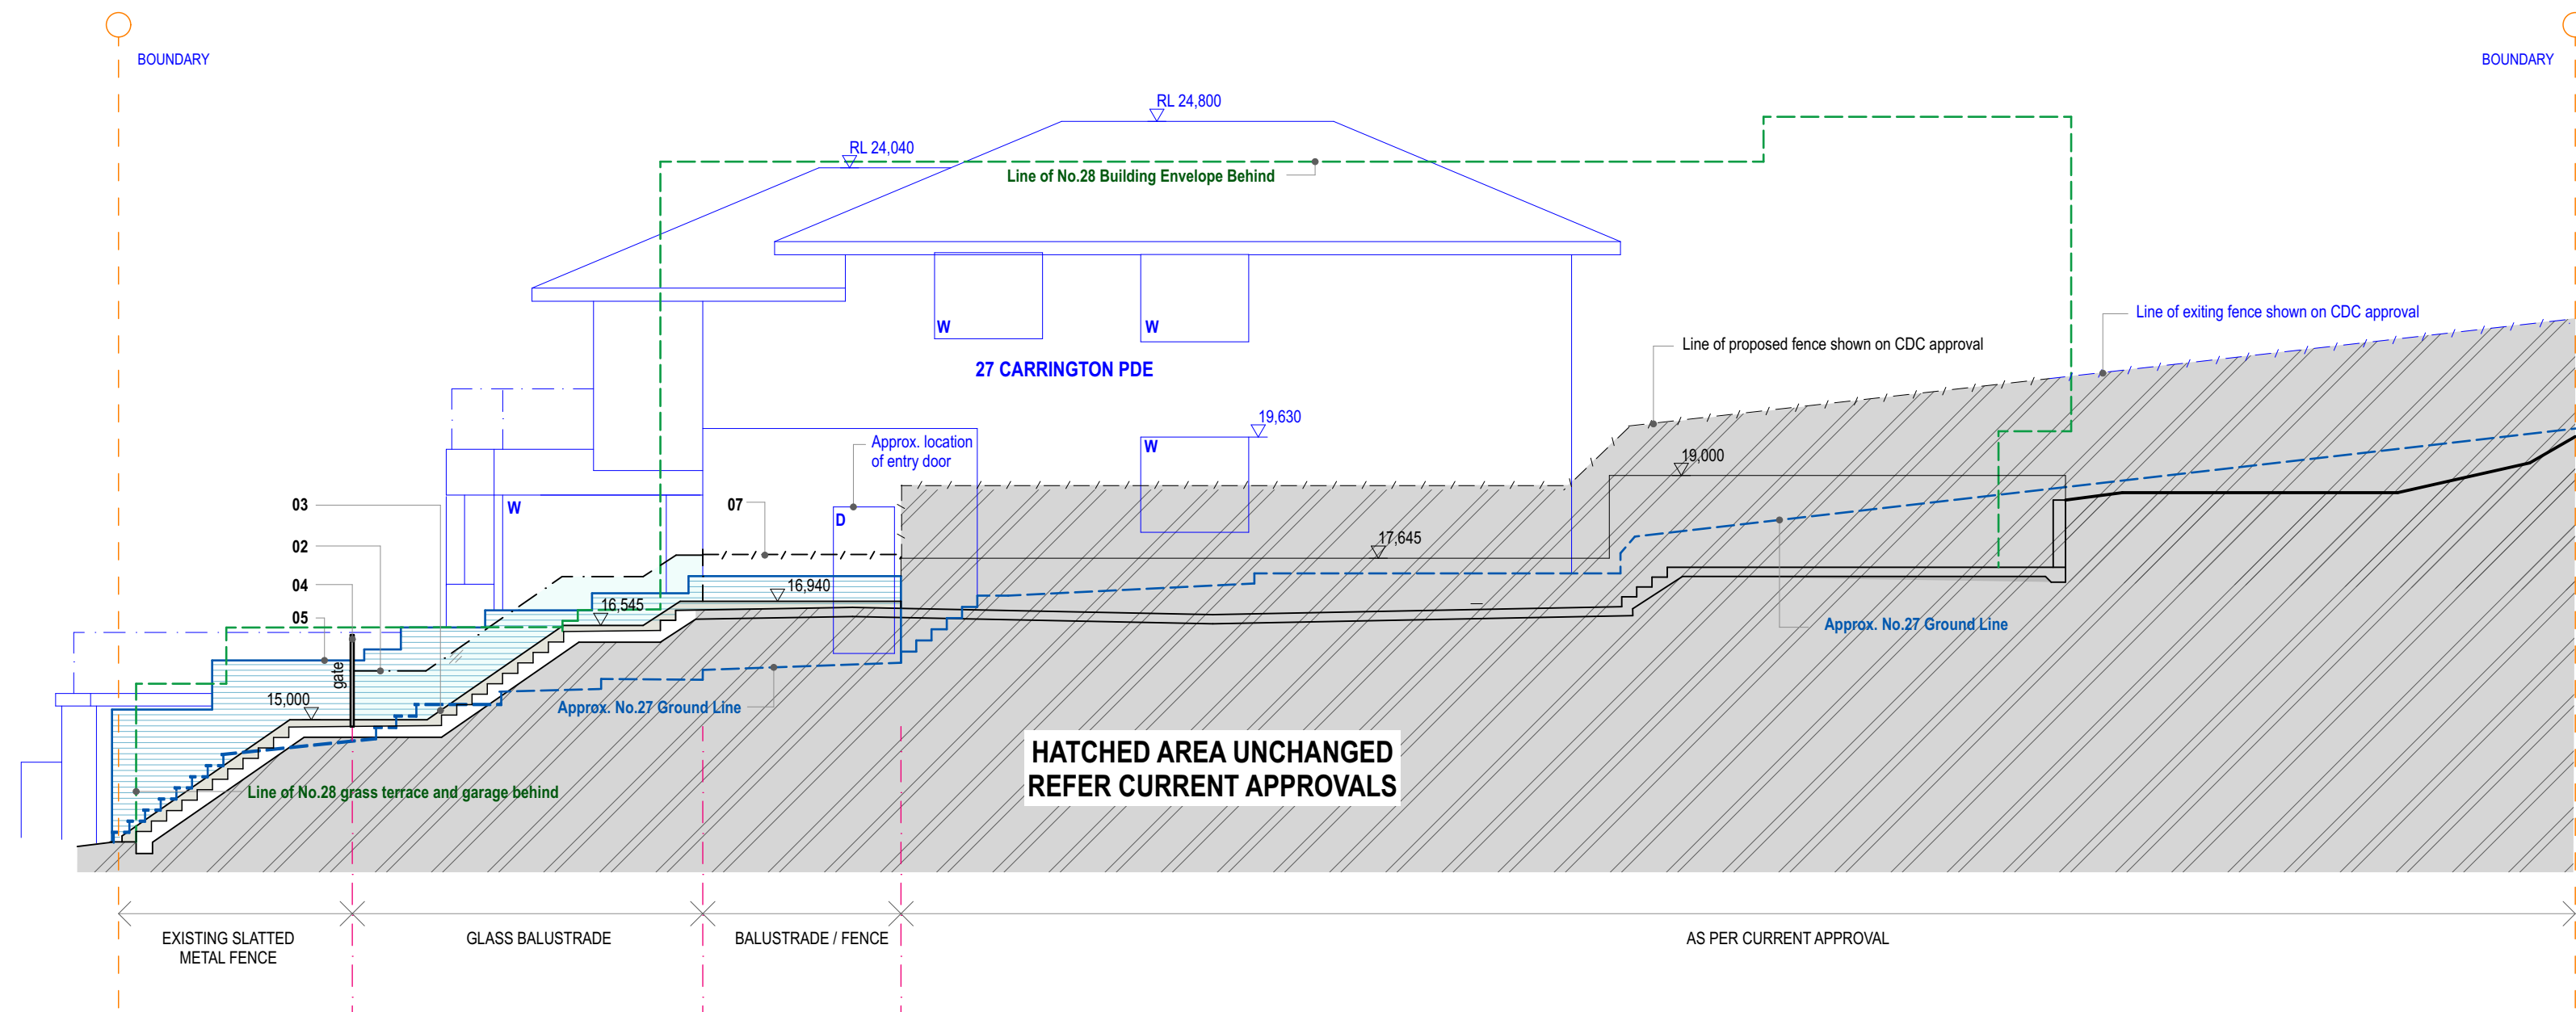 BOUNDARY
BOUNDARY
RL 24,800
RL 24,040
Line of No.28 Building Envelope Behind
Line of exiting fence shown on CDC approval
W
W
Line of proposed fence shown on CDC approval
27 CARRINGTON PDE
19,630
W
Approx. location
of entry door
19,000
03
W
07
D
02
17,645
04
16,940
16,545
05
gate
Approx. No.27 Ground Line
15,000
Approx. No.27 Ground Line
HATCHED AREA UNCHANGED
REFER CURRENT APPROVALS
Line of No.28 grass terrace and garage behind
EXISTING SLATTED
METAL FENCE
GLASS BALUSTRADE
BALUSTRADE / FENCE
AS PER CURRENT APPROVAL